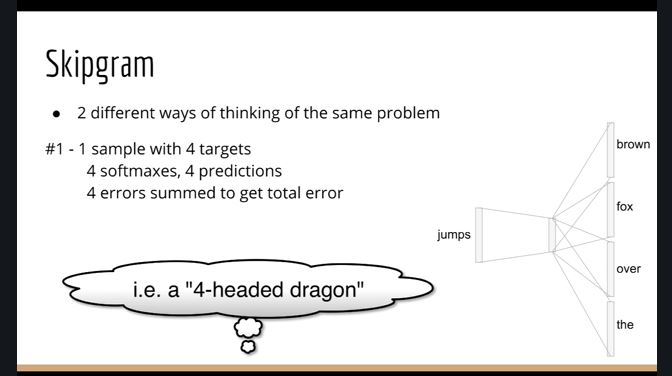 Skipgram
● 2 different ways of thinking of the same problem
#1 - 1 sample with 4 targets
4 softmaxes, 4 predictions
4 errors summed to get total error
i.e. a "4-headed dragon"
jumps
brown
fox
over
the